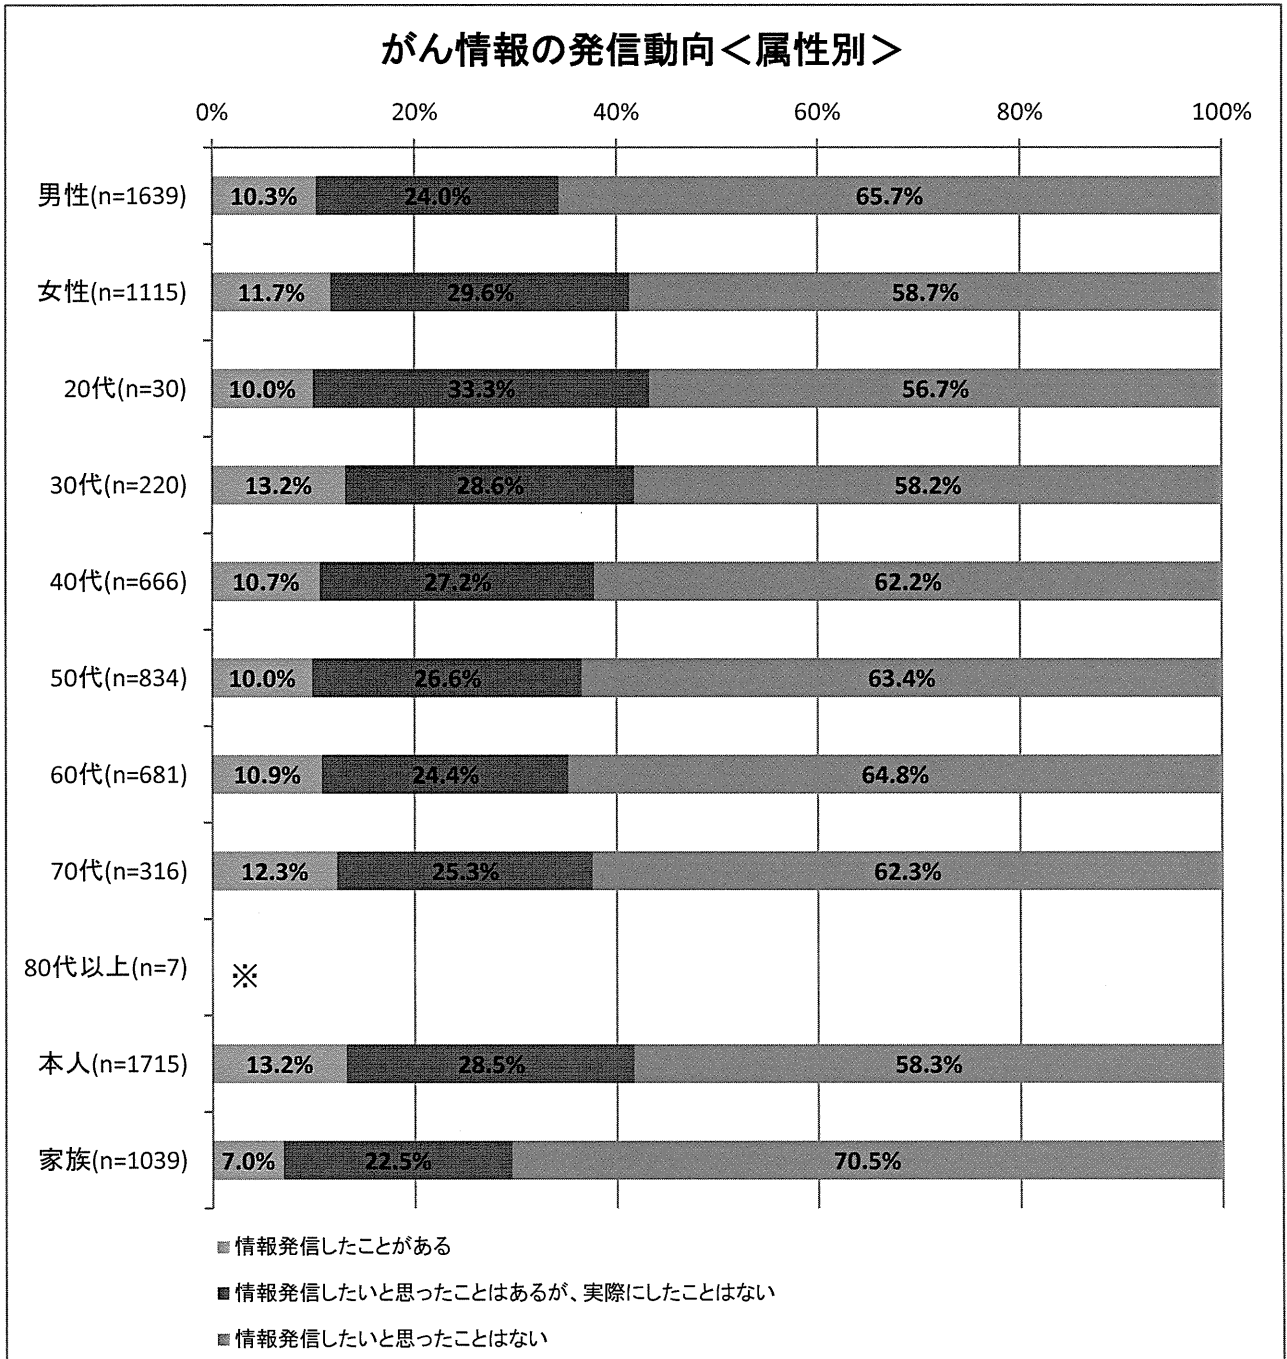 がん情報の発信動向＜属性別＞
0% 20% 40% 60% 80% 100%
男性(n=1639) 10.3% 24.0% 65.7%
女性(n=1115) 11.7% 29.6% 58.7%
20代(n=30) 10.0% 33.3% 56.7%
30代(n=220) 13.2% 28.6% 58.2%
40代(n=666) 10.7% 27.2% 62.2%
50代(n=834) 10.0% 26.6% 63.4%
60代(n=681) 10.9% 24.4% 64.8%
70代(n=316) 12.3% 25.3% 62.3%
80代以上(n=7) ※
本人(n=1715) 13.2% 28.5% 58.3%
家族(n=1039) 7.0% 22.5% 70.5%
情報発信したことがある
情報発信したいと思ったことはあるが、実際にしたことはない
情報発信したいと思ったことはない